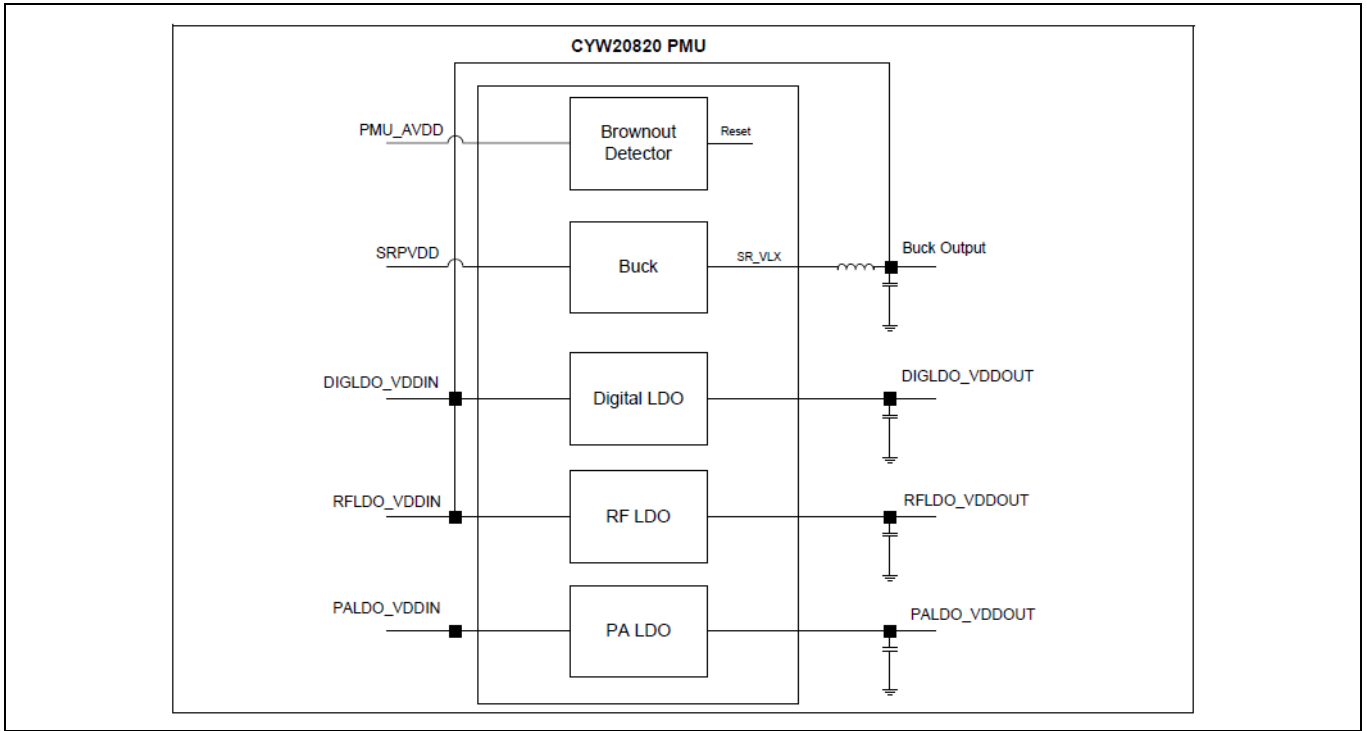 CYW20820 PMU
PMU_AVDD
Brownout
Detector
Reset
SRPVDD
Buck
SR_VLX
Buck Output
DIGLDO_VDDIN
Digital LDO
DIGLDO_VDDOUT
RFLDO_VDDIN
RF LDO
RFLDO_VDDOUT
PALDO_VDDIN
PA LDO
PALDO_VDDOUT